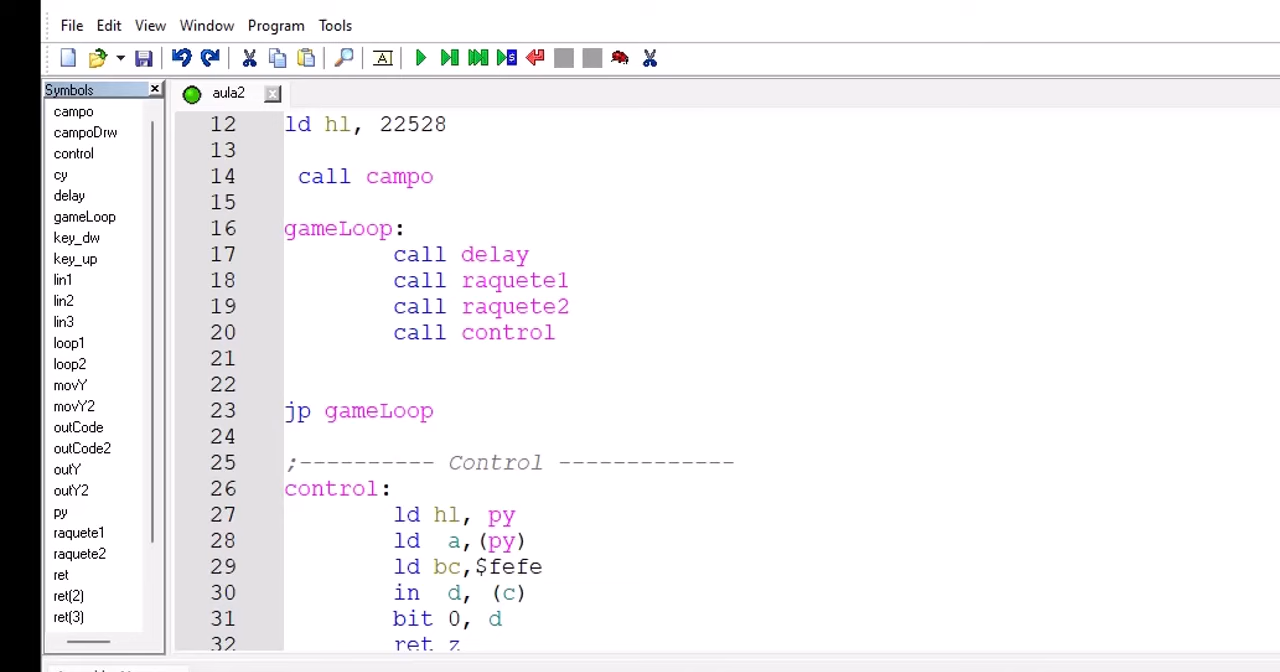 File Edit View Window Program Tools
Symbols
aula2
campo
campoDrw
control
cy
delay
gameLoop
key_dw
key_up
lin1
lin2
lin3
loop1
loop2
movY
movY2
outCode
outCode2
outY
outY2
py
raquete1
raquete2
ret
ret(2)
ret(3)
12 ld hl, 22528
13
14 call campo
15
16 gameLoop:
17 call delay
18 call raquete1
19 call raquete2
20 call control
21
22
23 jp gameLoop
24
25 ;---------- Control -------------
26 control:
27 ld hl, py
28 ld a,(py)
29 ld bc,$fefe
30 in d, (c)
31 bit 0, d
32 ret z